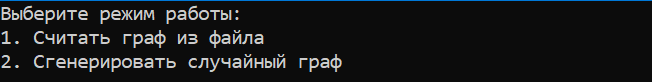 Выберите режим работы:
1. Считать граф из файла
2. Сгенерировать случайный граф